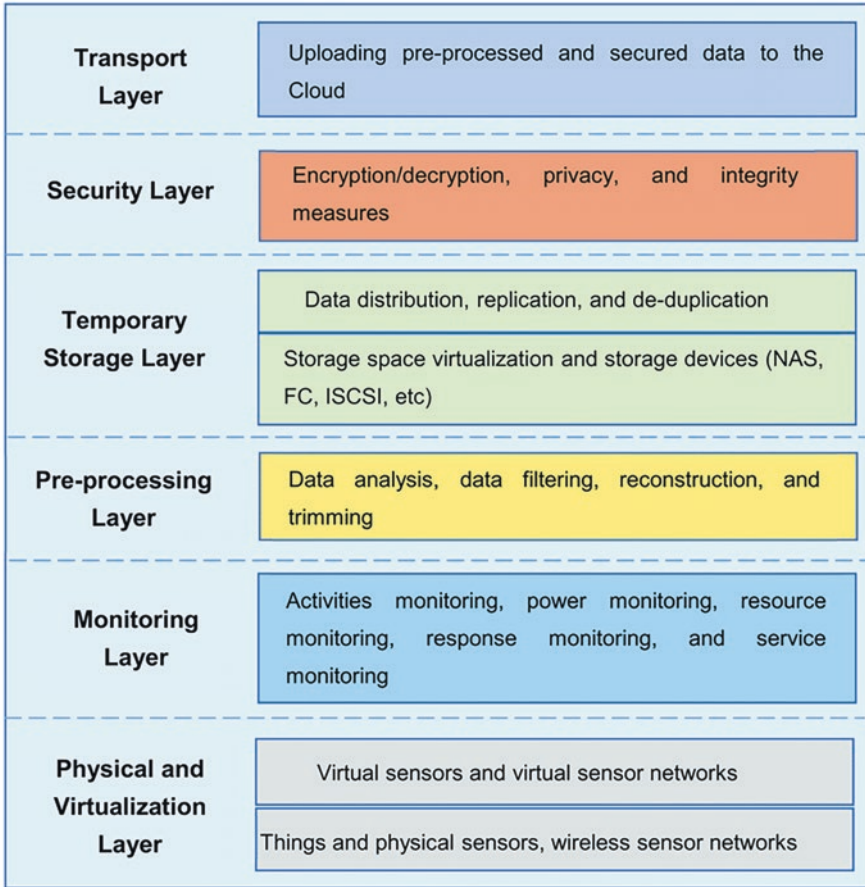 Transport
Layer
Uploading pre-processed and secured data to the
Cloud
Security Layer
Encryption/decryption, privacy, and integrity
measures
Temporary
Storage Layer
Data distribution, replication, and de-duplication
Storage space virtualization and storage devices (NAS,
FC, ISCSI, etc)
Pre-processing
Layer
Data analysis, data filtering, reconstruction, and
trimming
Monitoring
Layer
Activities monitoring, power monitoring, resource
monitoring, response monitoring, and service
monitoring
Physical and
Virtualization
Layer
Virtual sensors and virtual sensor networks
Things and physical sensors, wireless sensor networks